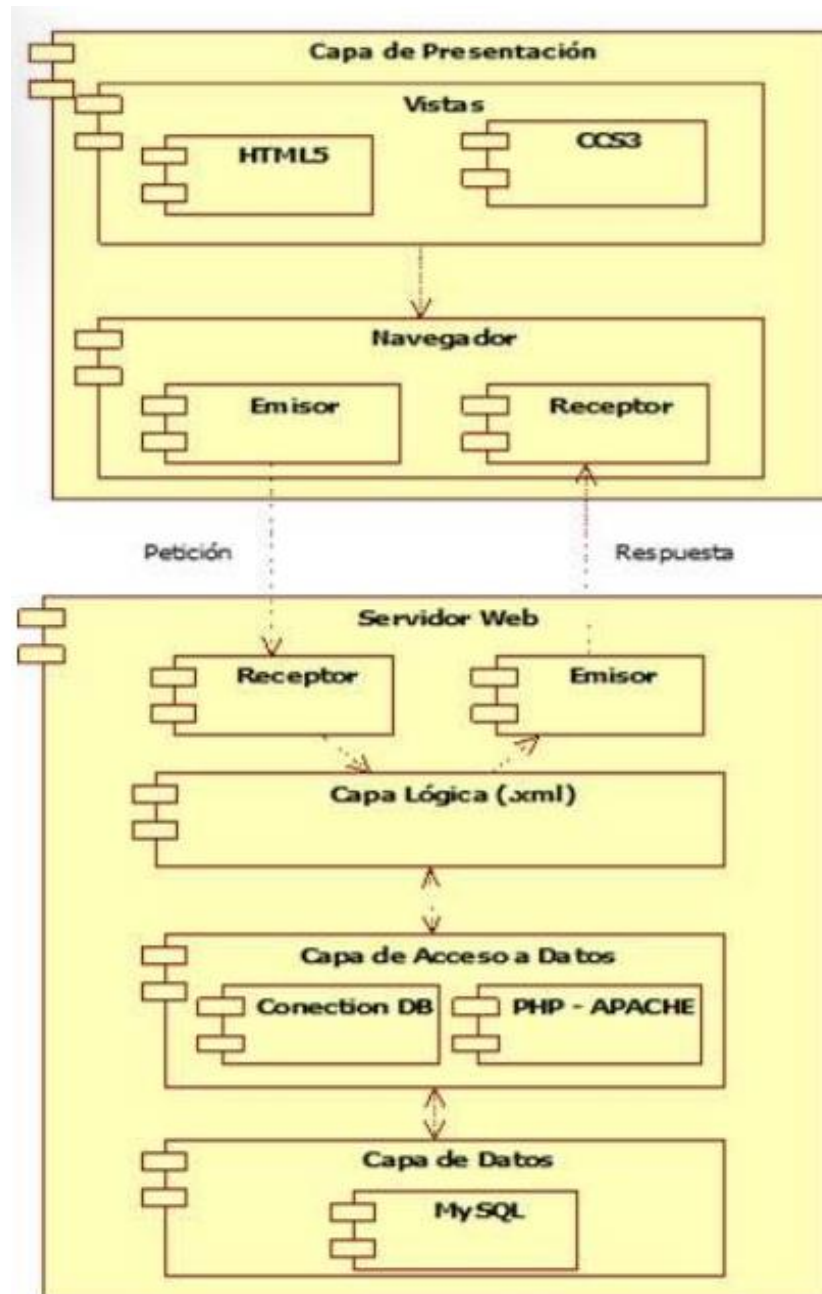 Capa de Presentación
Vistas
HTML5
CCS3
Navegador
Emisor
Receptor
Petición
Respuesta
Servidor Web
Receptor
Emisor
Capa Lógica (.xml)
Capa de Acceso a Datos
Conection DB
PHP - APACHE
Capa de Datos
MySQL